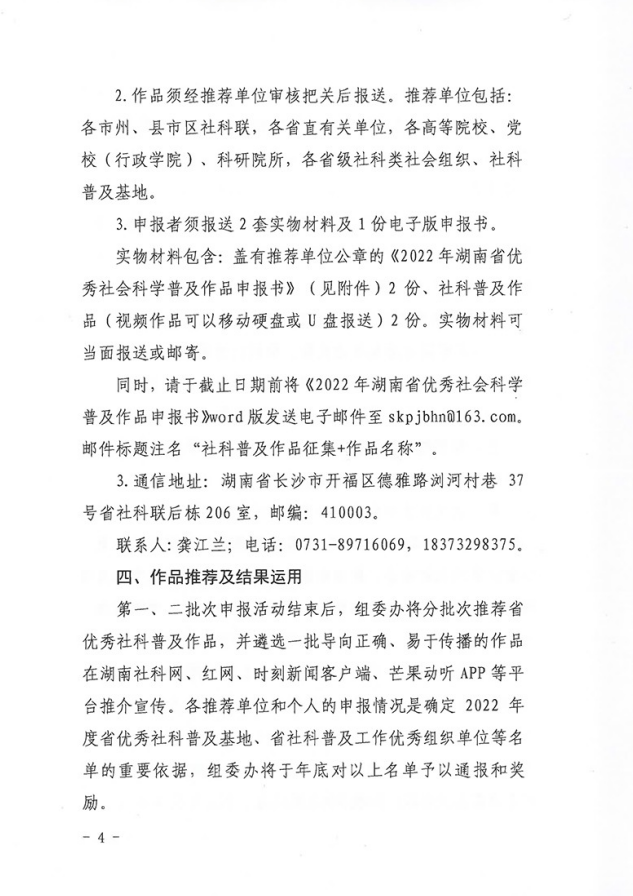 2. 作品须经推荐单位审核把关后报送。推荐单位包括：
各市州、县市区社科联，各省直有关单位，各高等院校、党
校（行政学院）、科研院所，各省级社科类社会组织、社科
普及基地。
3. 申报者须报送 2 套实物材料及 1 份电子版申报书。
实物材料包含：盖有推荐单位公章的《2022 年湖南省优
秀社会科学普及作品申报书》（见附件）2 份、社科普及作
品（视频作品可以移动硬盘或 U 盘报送）2 份。实物材料可
当面报送或邮寄。
同时，请于截止日期前将《2022 年湖南省优秀社会科学
普及作品申报书》word 版发送电子邮件至 skpjbhn@163.com。
邮件标题注名“社科普及作品征集+作品名称”。
3. 通信地址：湖南省长沙市开福区德雅路浏河村巷 37
号省社科联后栋 206 室，邮编：410003。
联系人: 龚江兰；电话：0731-89716069，18373298375。
四、作品推荐及结果运用
第一、二批次申报活动结束后，组委办将分批次推荐省
优秀社科普及作品，并遴选一批导向正确、易于传播的作品
在湖南社科网、红网、时刻新闻客户端、芒果动听 APP 等平
台推介宣传。各推荐单位和个人的申报情况是确定 2022 年
度省优秀社科普及基地、省社科普及工作优秀组织单位等名
单的重要依据，组委办将于年底对以上名单予以通报和奖
励。
- 4 -